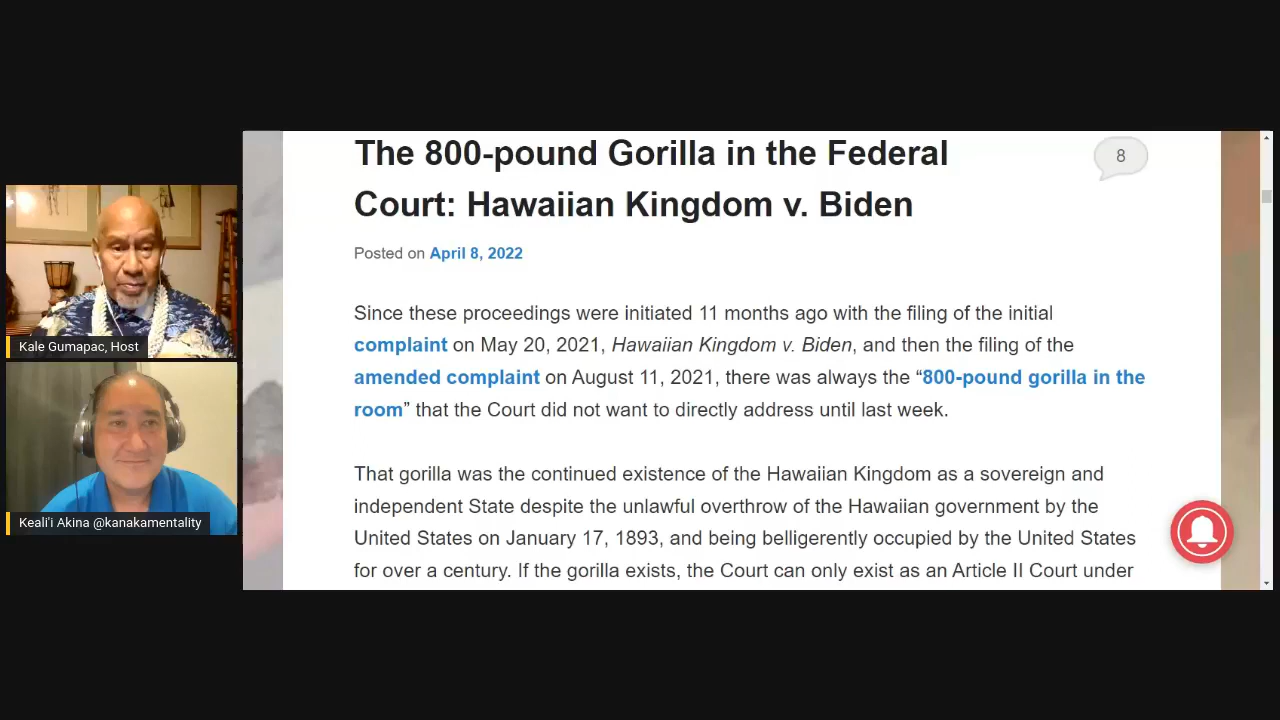 The 800-pound Gorilla in the Federal
Court: Hawaiian Kingdom v. Biden
8
Posted on April 8, 2022
Since these proceedings were initiated 11 months ago with the filing of the initial
complaint on May 20, 2021, Hawaiian Kingdom v. Biden, and then the filing of the
amended complaint on August 11, 2021, there was always the “800-pound gorilla in the
room” that the Court did not want to directly address until last week.
That gorilla was the continued existence of the Hawaiian Kingdom as a sovereign and
independent State despite the unlawful overthrow of the Hawaiian government by the
United States on January 17, 1893, and being belligerently occupied by the United States
for over a century. If the gorilla exists, the Court can only exist as an Article II Court under
Kale Gumapac, Host
Keali'i Akina @kanakamentality